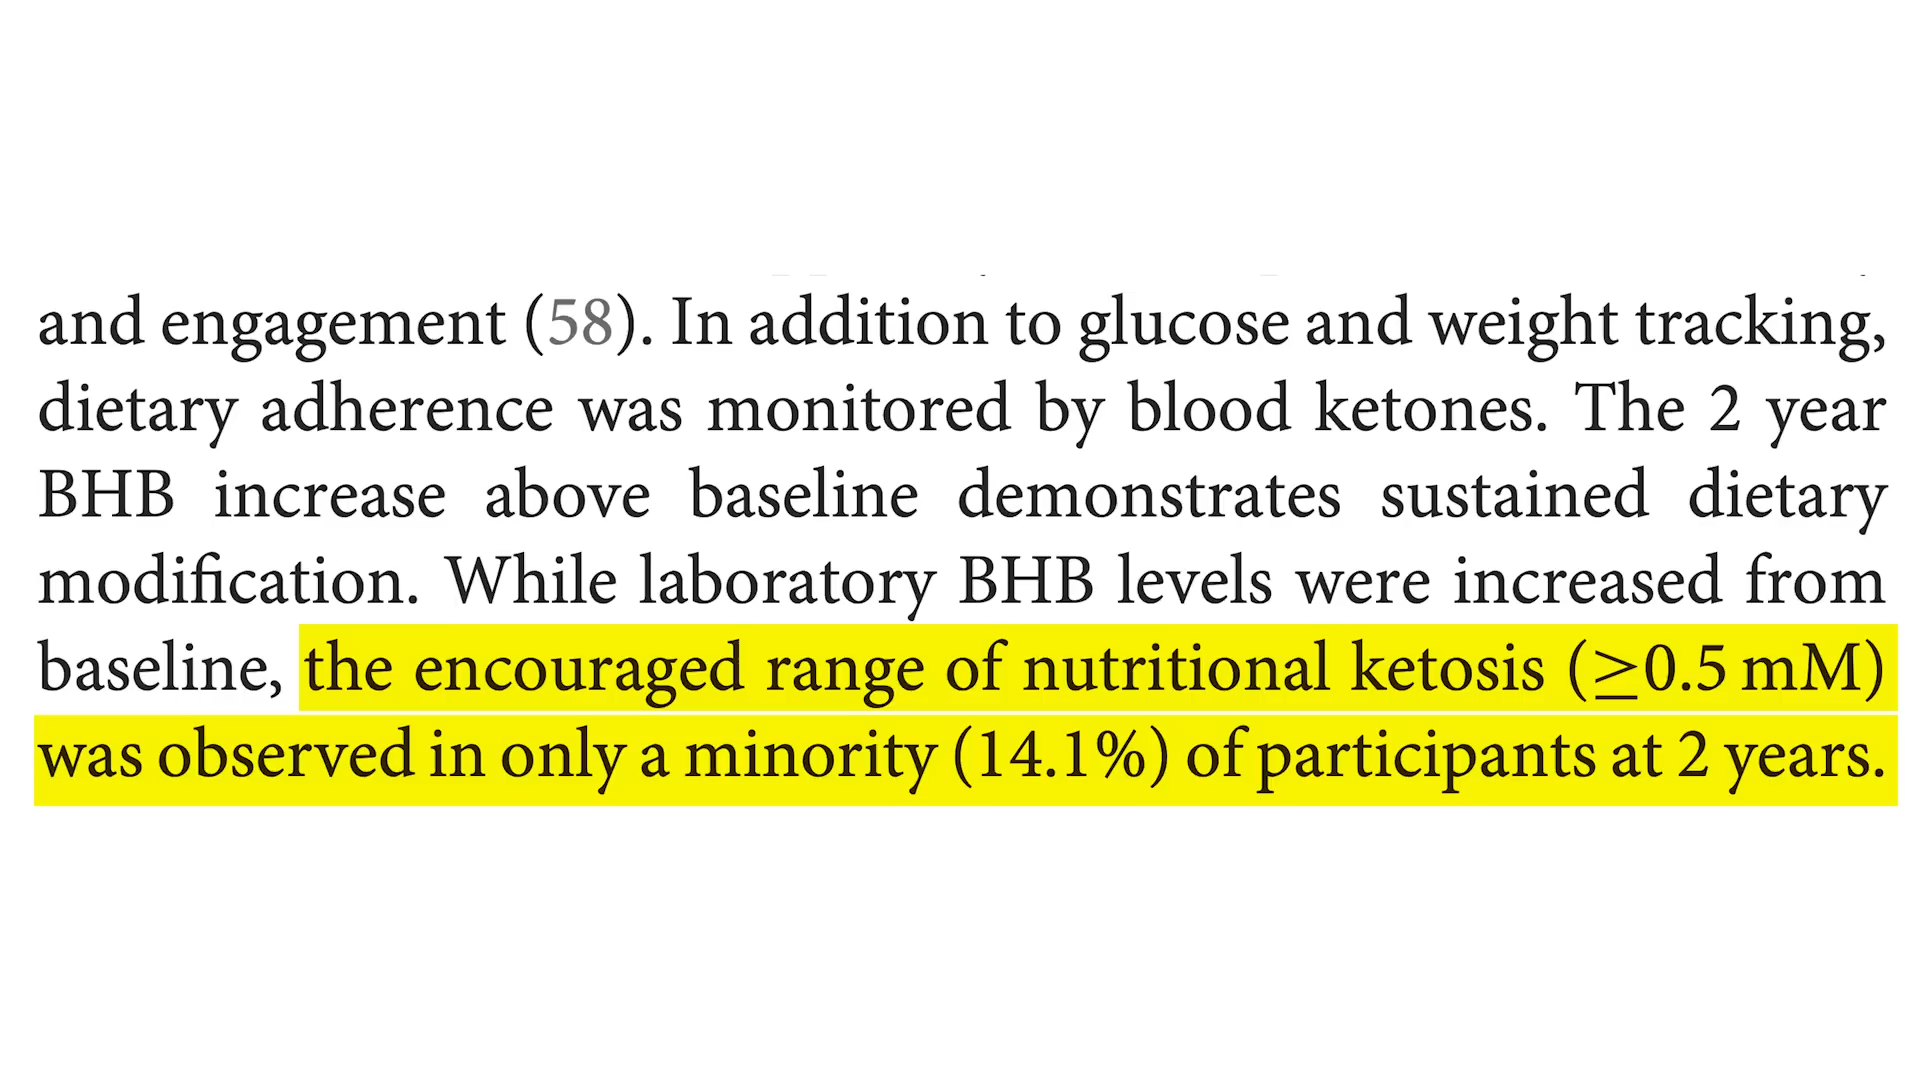 and engagement (58). In addition to glucose and weight tracking,
dietary adherence was monitored by blood ketones. The 2 year
BHB increase above baseline demonstrates sustained dietary
modification. While laboratory BHB levels were increased from
baseline, the encouraged range of nutritional ketosis (≥0.5 mM)
was observed in only a minority (14.1%) of participants at 2 years.